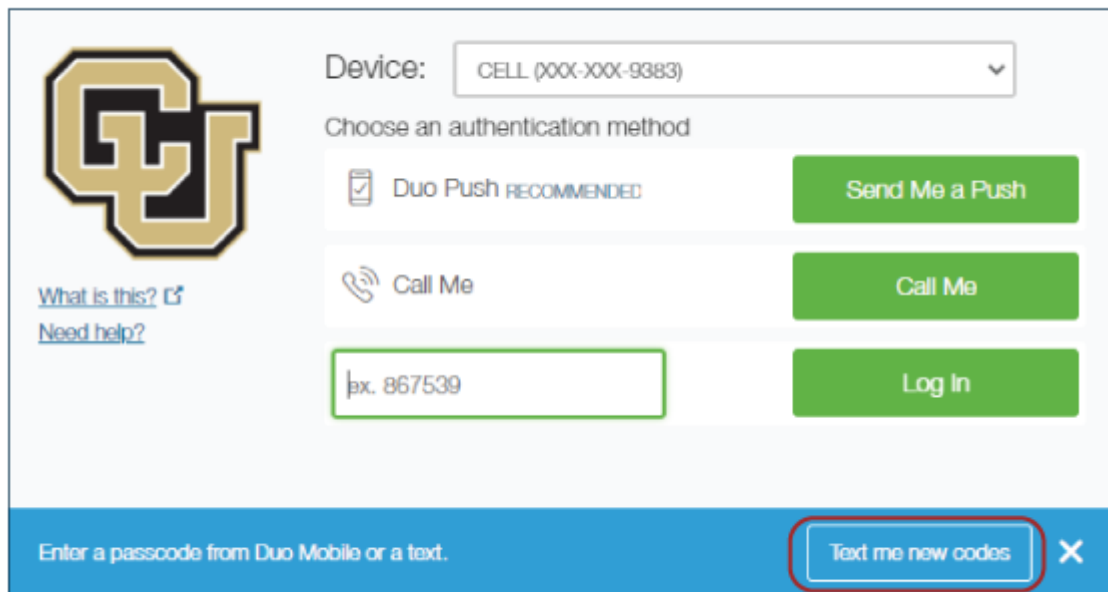 CU
Device: CELL (XXX-XXX-9383)
Choose an authentication method
Duo Push RECOMMENDED Send Me a Push
What is this?
Call Me Call Me
Need help?
ex. 867539 Log In
Enter a passcode from Duo Mobile or a text. Text me new codes